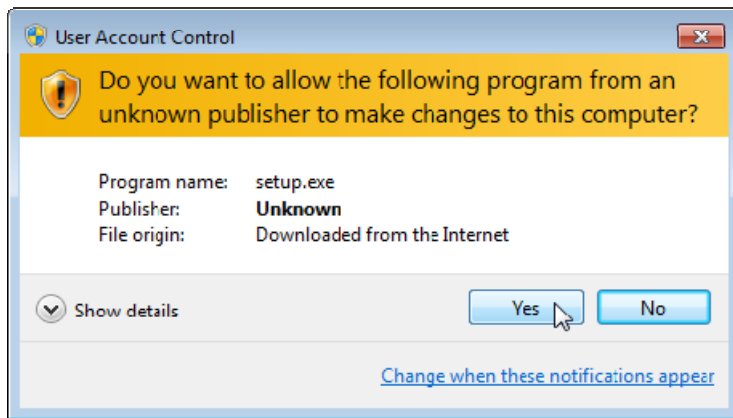 User Account Control
Do you want to allow the following program from an
unknown publisher to make changes to this computer?
Program name: setup.exe
Publisher: Unknown
File origin: Downloaded from the Internet
Show details Yes No
Change when these notifications appear